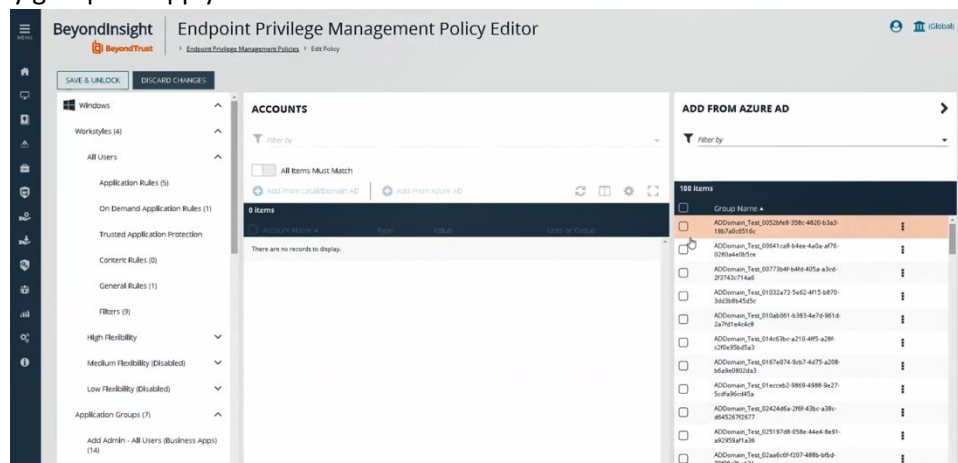 BeyondInsight
BeyondTrust
Endpoint Privilege Management Policy Editor
Endpoint Privilege Management Policies > Edit Policy
MENU
(Global)
SAVE & UNLOCK
DISCARD CHANGES
Windows
Workstyles (4)
All Users
Application Rules (5)
On Demand Application Rules (1)
Trusted Application Protection
Content Rules (0)
General Rules (1)
Filters (9)
High Flexibility
Medium Flexibility (Disabled)
Low Flexibility (Disabled)
Application Groups (7)
Add Admin - All Users (Business Apps)
(14)
ACCOUNTS
Filter by
All Items Must Match
Add From Local/Domain AD
Add From Azure AD
0 items
Account Name
Type
Value
User or Group
There are no records to display.
ADD FROM AZURE AD
Filter by
100 items
Group Name
ADDomain_Test_0052bfe8-358c-4820-b3a3-
18b7a0c6516c
ADDomain_Test_00641ca8-b4ee-4a0a-af76-
0280a4e0b5ce
ADDomain_Test_00773b4f-b4fd-405a-a3cd-
2f3743c714a6
ADDomain_Test_01032a73-5e62-4f15-b870-
3dd3b8b45d5c
ADDomain_Test_010ab061-b383-4e7d-961d-
2a7fd1e4c4c8
ADDomain_Test_014c63bc-a210-4ff5-a28f-
c2f0e95bd5a3
ADDomain_Test_0167e074-9cb7-4d75-a208-
b6a9e0802da3
ADDomain_Test_01ecceb2-9869-4988-9e27-
5cdfa96cd45a
ADDomain_Test_02424d6a-2f6f-43bc-a38c-
d645267f2677
ADDomain_Test_025197d8-058e-44e4-8e91-
a92959af1a36
ADDomain_Test_02aa6c6f-f207-488b-bfbd-